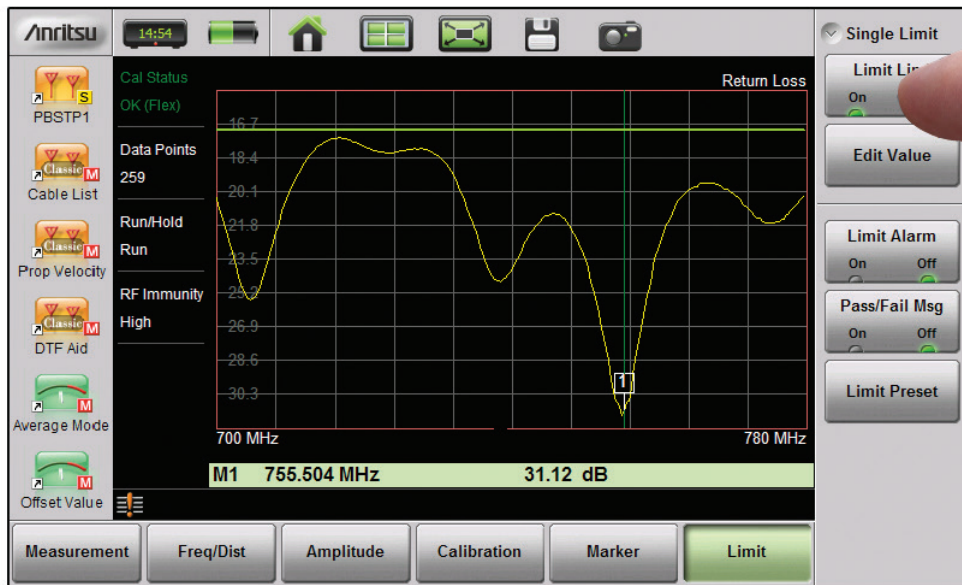 Anritsu
14:54
Single Limit
Limit
On
Edit Value
Limit Alarm
On Off
Pass/Fail Msg
On Off
Limit Preset
S
PBSTP1
Classic M
Cable List
Classic M
Prop Velocity
Classic M
DTF Aid
M
Average Mode
M
Offset Value
Cal Status
OK (Flex)
Data Points
259
Run/Hold
Run
RF Immunity
High
Return Loss
16.7
18.4
20.1
21.8
23.5
25.2
26.9
28.6
30.3
1
700 MHz
780 MHz
M1 755.504 MHz 31.12 dB
Measurement
Freq/Dist
Amplitude
Calibration
Marker
Limit